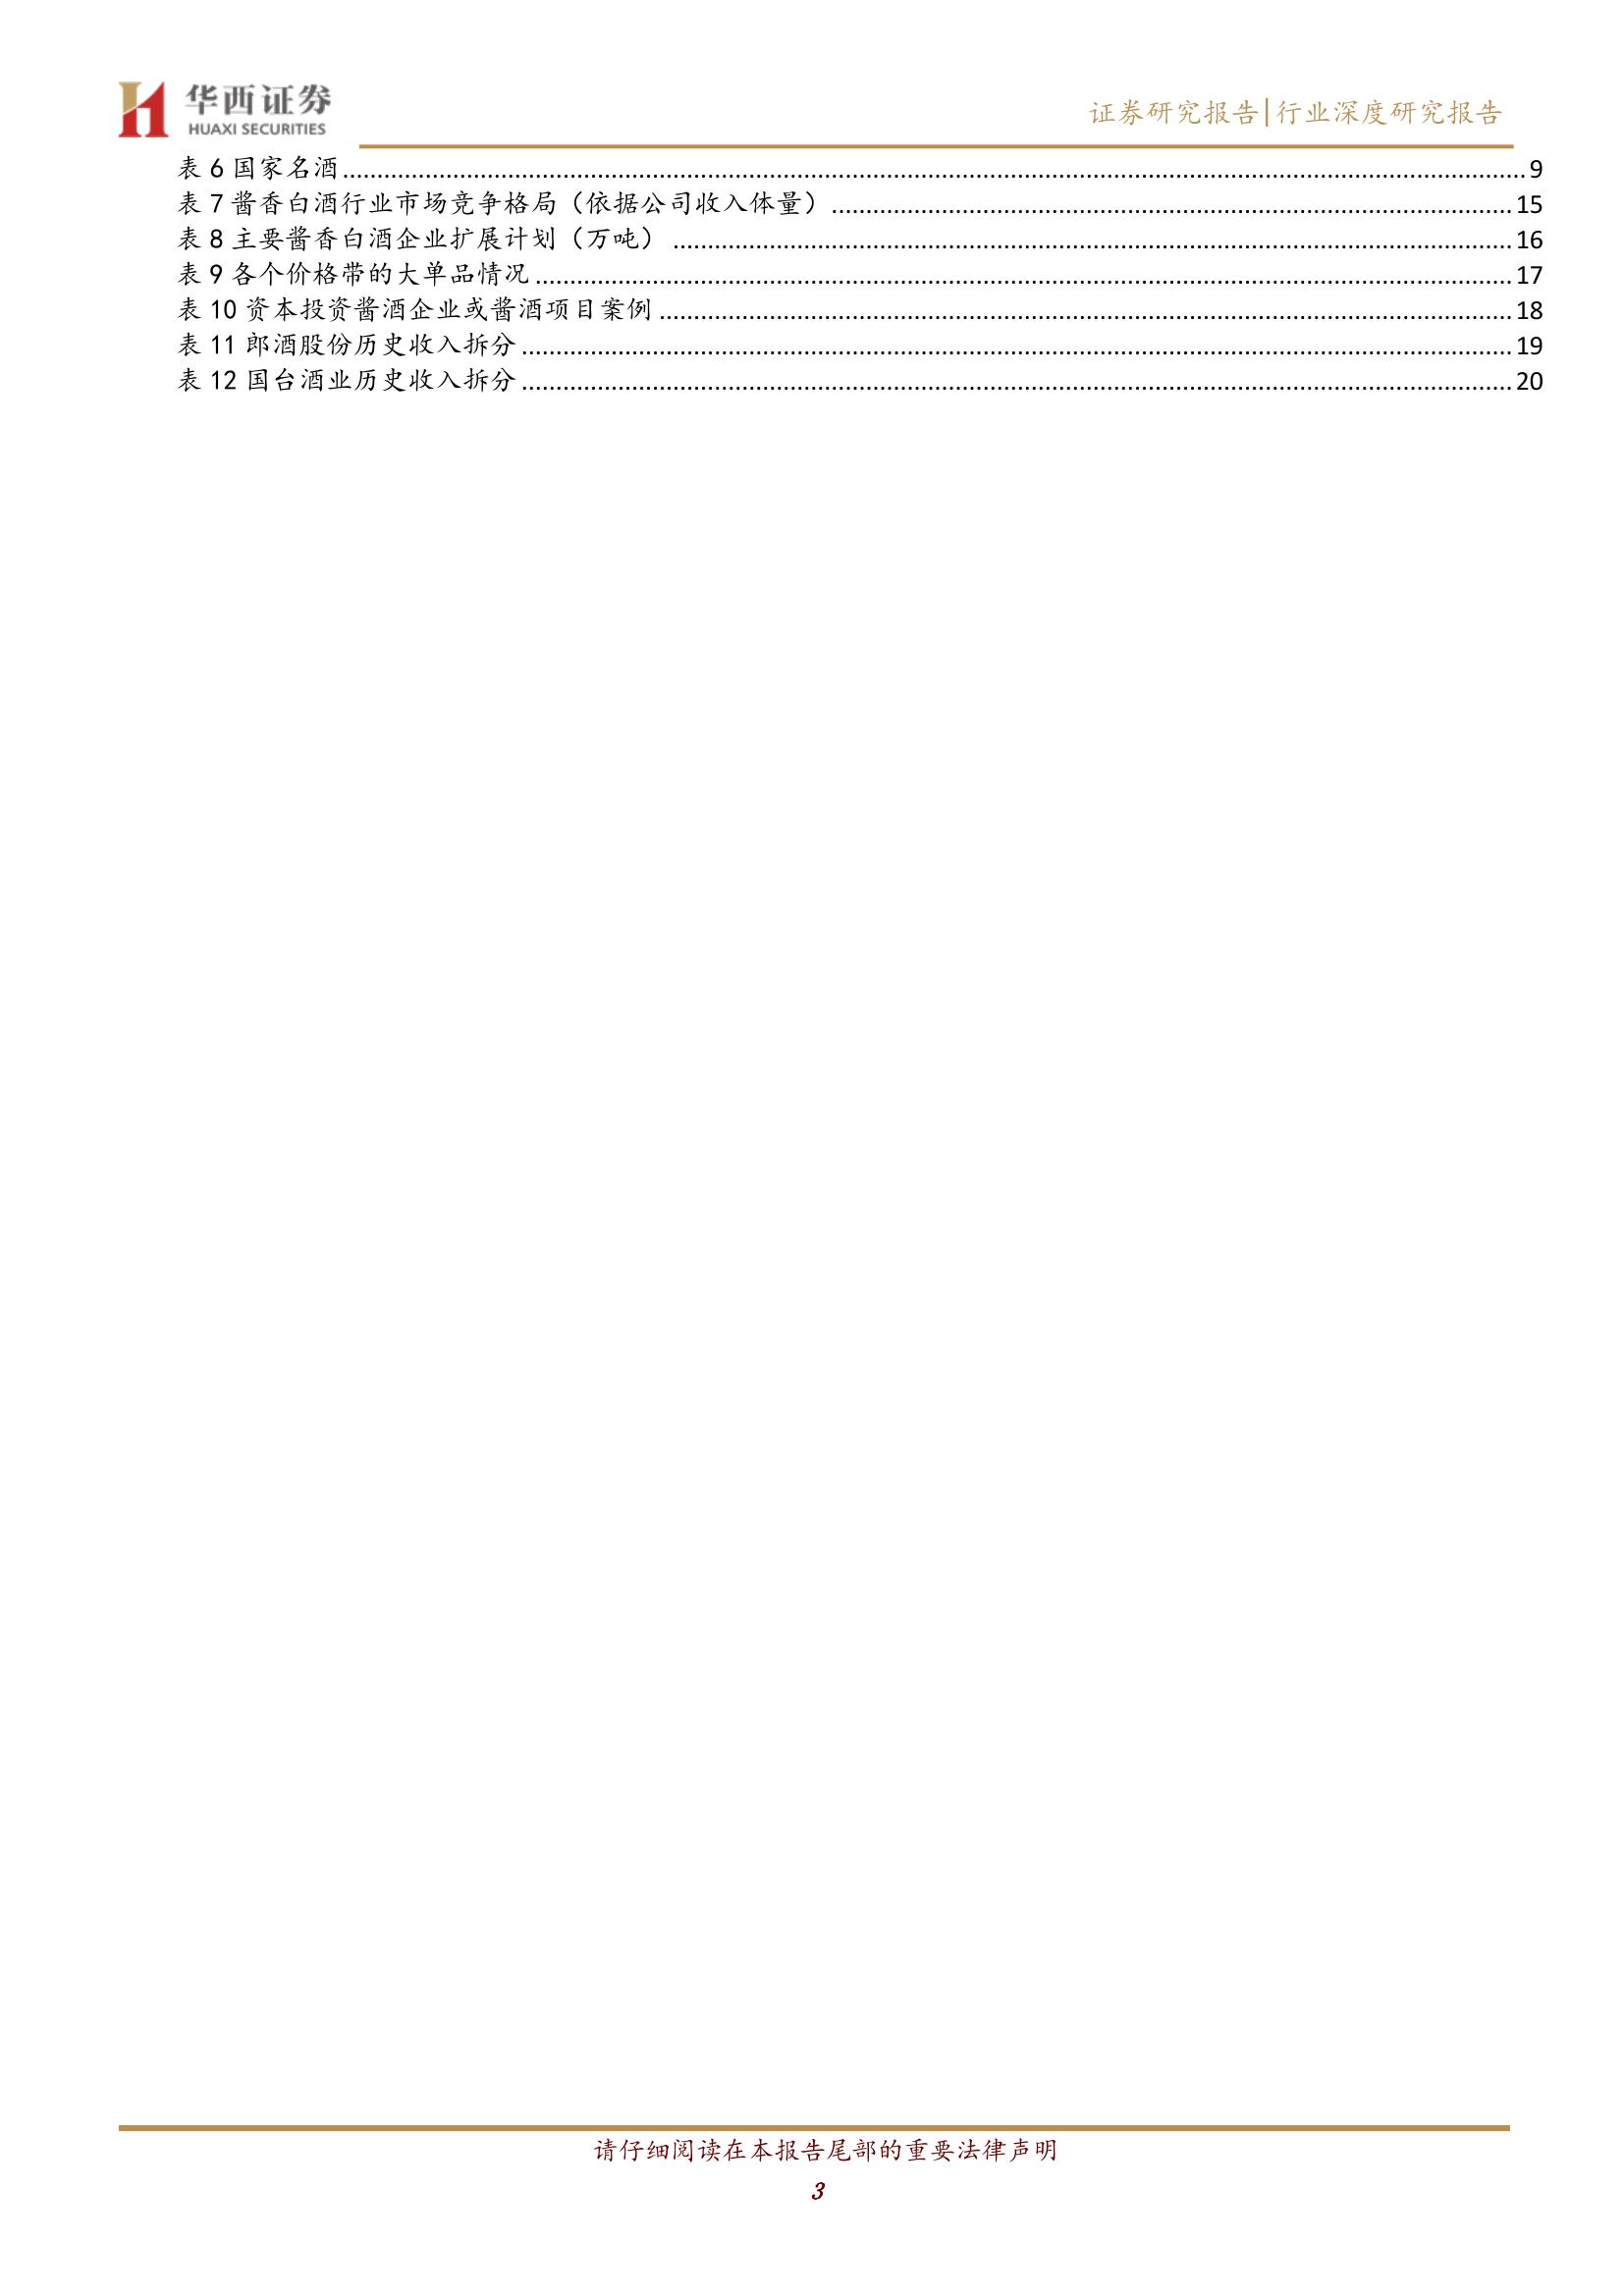 华西证券
HUAXI SECURITIES
证券研究报告|行业深度研究报告
表 6 国家名酒........................................9
表 7 酱香白酒行业市场竞争格局（依据公司收入体量）........................................15
表 8 主要酱香白酒企业扩展计划（万吨）........................................16
表 9 各个价格带的大单品情况........................................17
表 10 资本投资酱酒企业或酱酒项目案例........................................18
表 11 郎酒股份历史收入拆分........................................19
表 12 国台酒业历史收入拆分........................................20
请仔细阅读在本报告尾部的重要法律声明
3